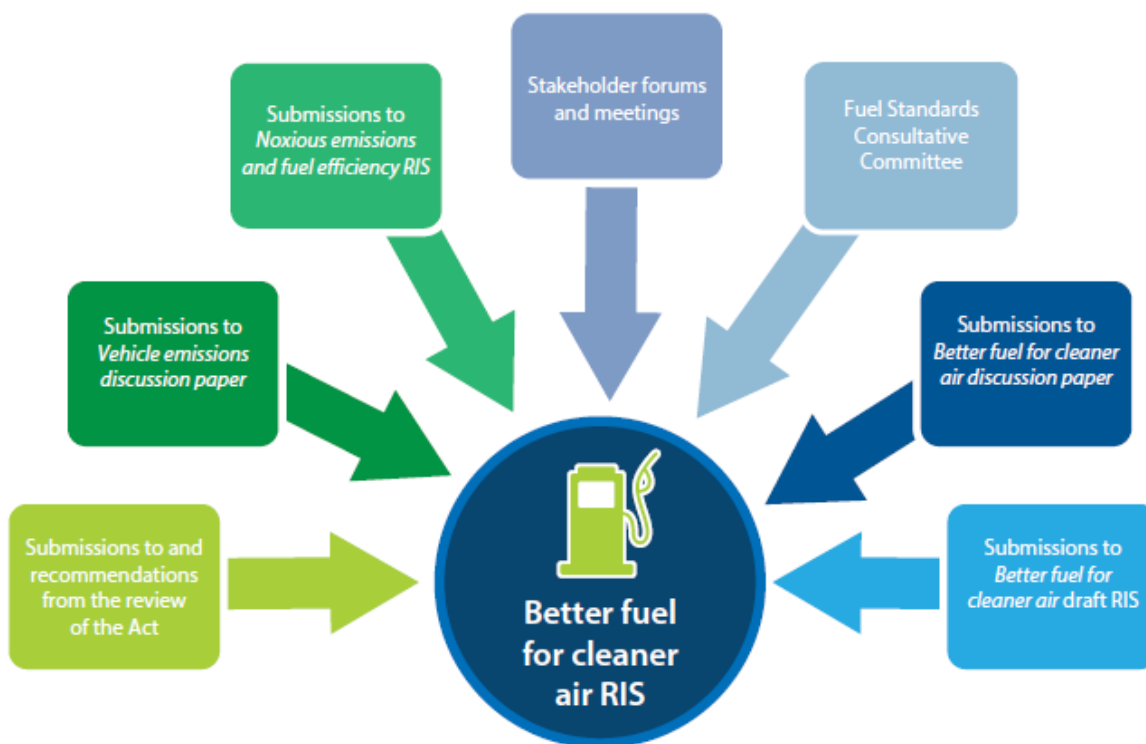 Submissions to and
recommendations
from the review
of the Act
Submissions to
Vehicle emissions
discussion paper
Submissions to
Noxious emissions
and fuel efficiency RIS
Stakeholder forums
and meetings
Fuel Standards
Consultative
Committee
Submissions to
Better fuel for cleaner
air discussion paper
Submissions to
Better fuel for
cleaner air draft RIS
Better fuel
for cleaner
air RIS